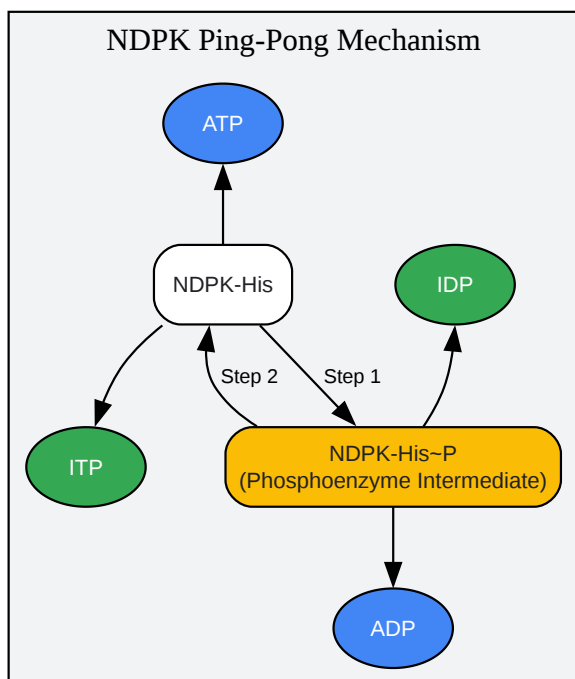 NDPK Ping-Pong Mechanism
ATP
NDPK-His
IDP
Step 2
Step 1
ITP
NDPK-His~P
(Phosphoenzyme Intermediate)
ADP